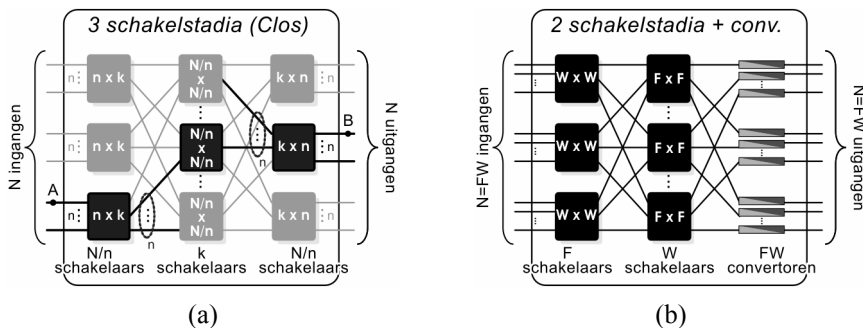 3 schakelstadia (Clos)
N ingangen
n
n x k
N/n
x
N/n
k x n
n
n
n x k
N/n
x
N/n
k x n
n
B
n
A
n
n x k
n
N/n
x
N/n
k x n
n
N uitgangen
N/n
schakelaars
k
schakelaars
N/n
schakelaars
(a)
2 schakelstadia + conv.
N=FW ingangen
W x W
F x F
W x W
F x F
W x W
F x F
N=FW uitgangen
F
schakelaars
W
schakelaars
FW
convertoren
(b)